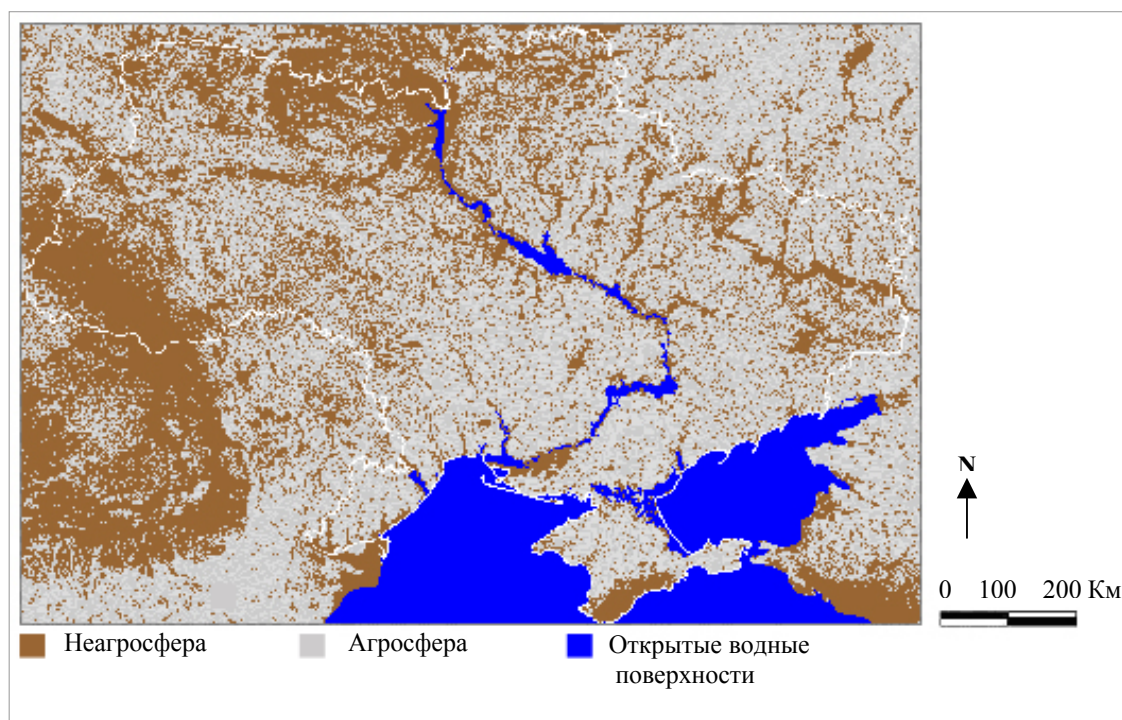 N
0 100 200 Км
Неагросфера Агросфера Открытые водные
поверхности